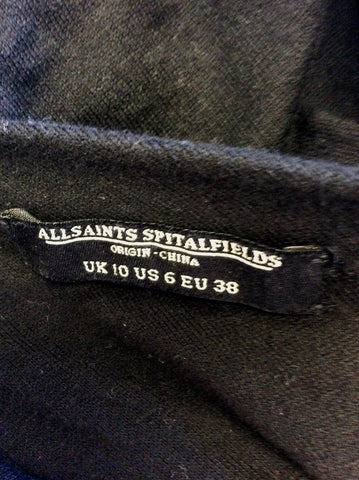 ALLSAINTS SPITALFIELDS
ORIGIN-CHINA
UK 10 US 6 EU 38